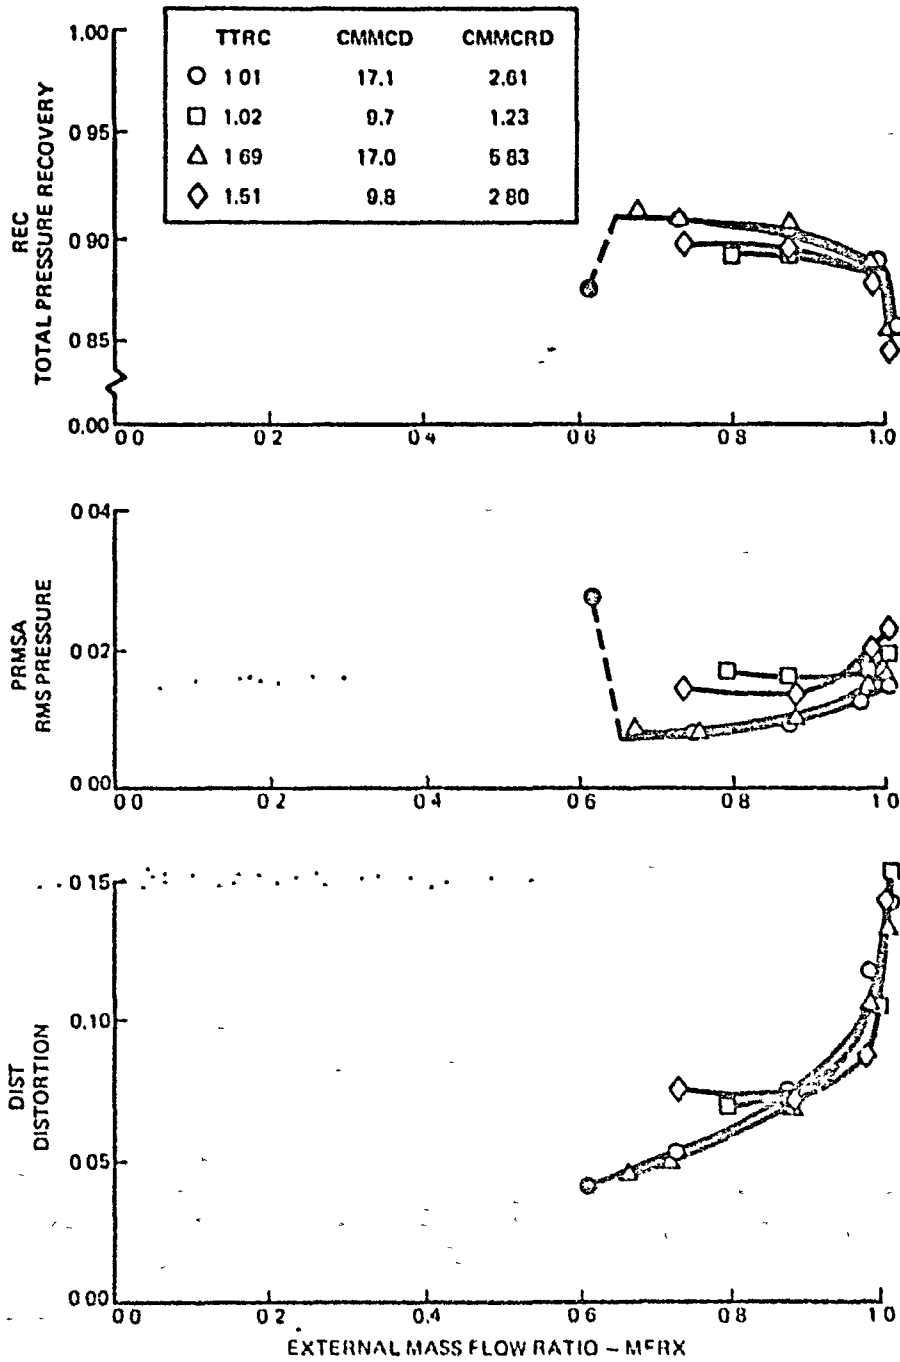 TTRC CMMCD CMMCRD
1 01 17.1 2.61
1.02 9.7 1.23
1 69 17.0 5 83
1.51 9.8 2 80
REC
TOTAL PRESSURE RECOVERY
1.00
0 95
0.90
0 85
0.00
0 0 0 2 0 4 0 6 0 8 1.0
PRMSA
RMS PRESSURE
0 04
0 02
0 00
0 0 0 2 0 4 0 6 0 8 1 0
DIST
DISTORTION
0 15
0,10
0 05
0 00
0 0 0 2 0,4 0 6 0 8 1 0
EXTERNAL MASS FLOW RATIO – MFRX